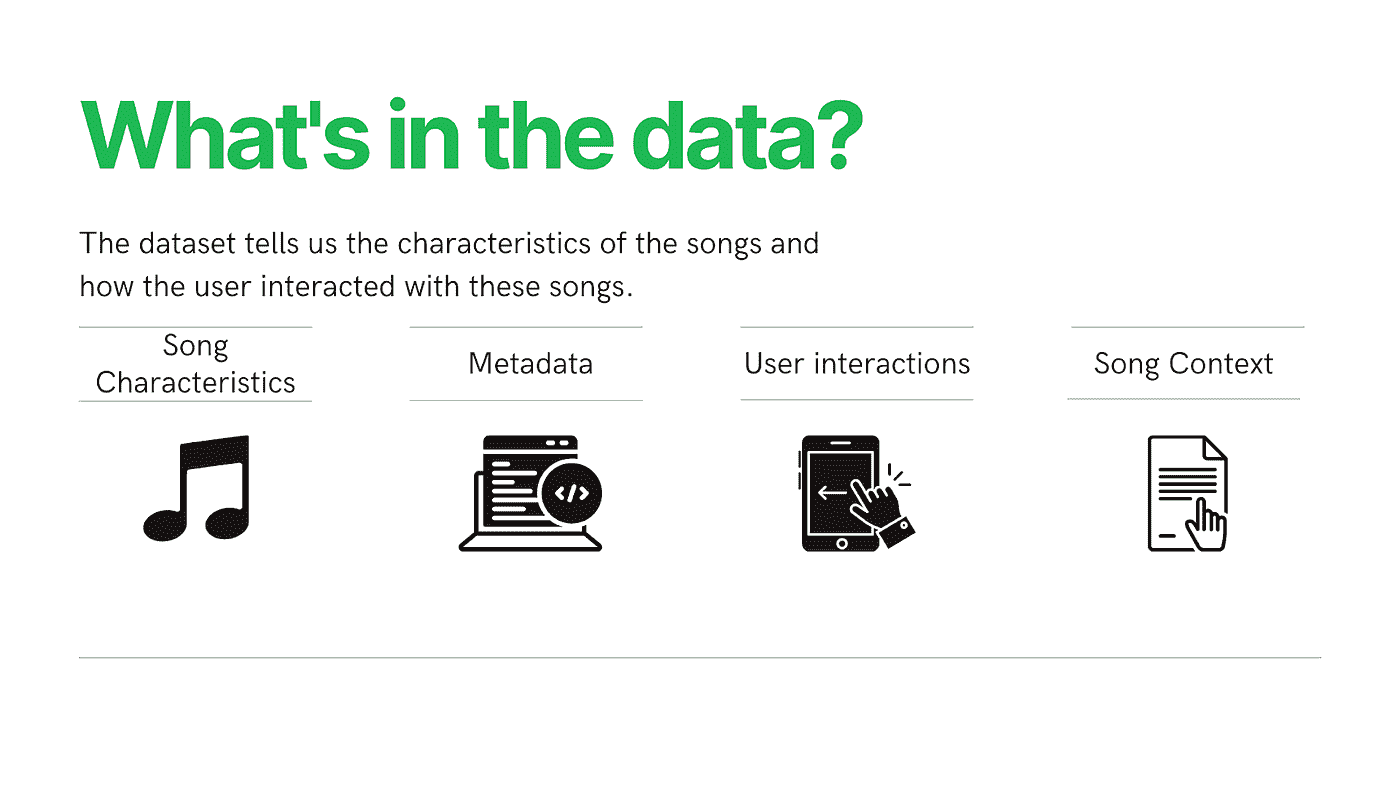 What's in the data?
The dataset tells us the characteristics of the songs and
how the user interacted with these songs.
Song
Characteristics
Metadata
User interactions
Song Context